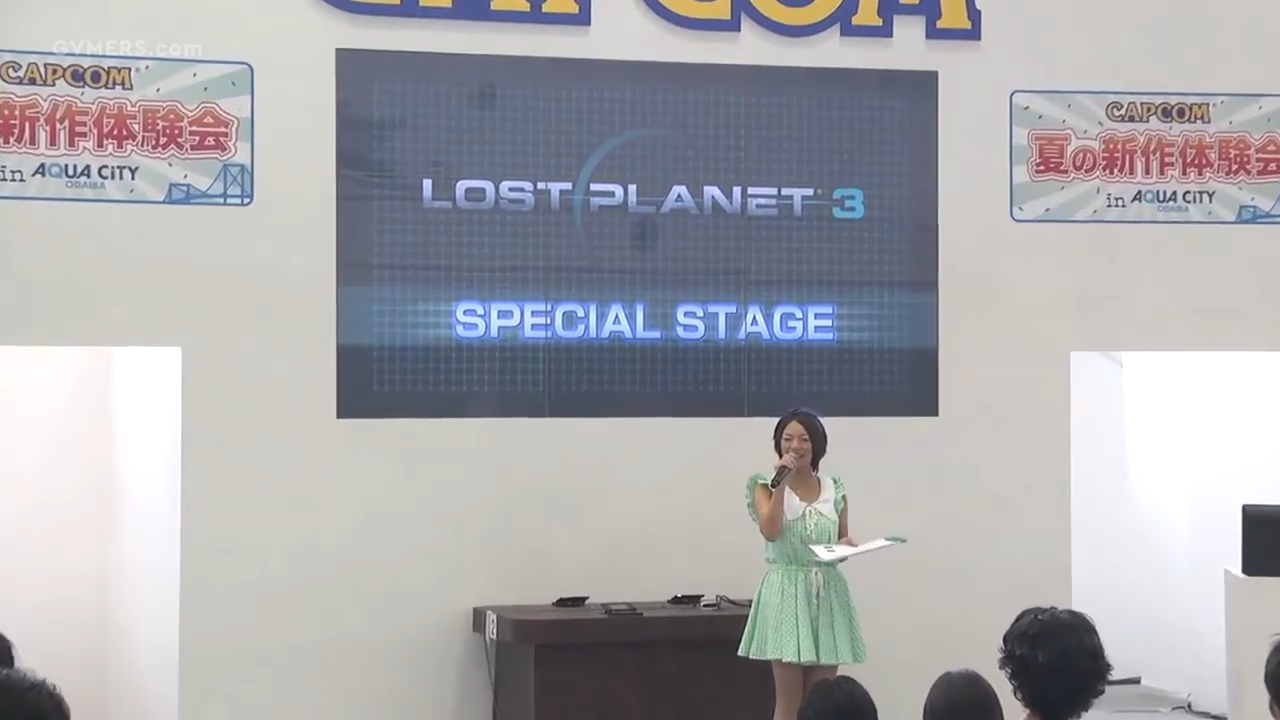 GVMERS.com
CAPCOM
CAPCOM
新作体験会
in AQUA CiTY
ODAIBA
LOST PLANET 3
SPECIAL STAGE
CAPCOM
夏の新作体験会
in AQUA CiTY
ODAIBA